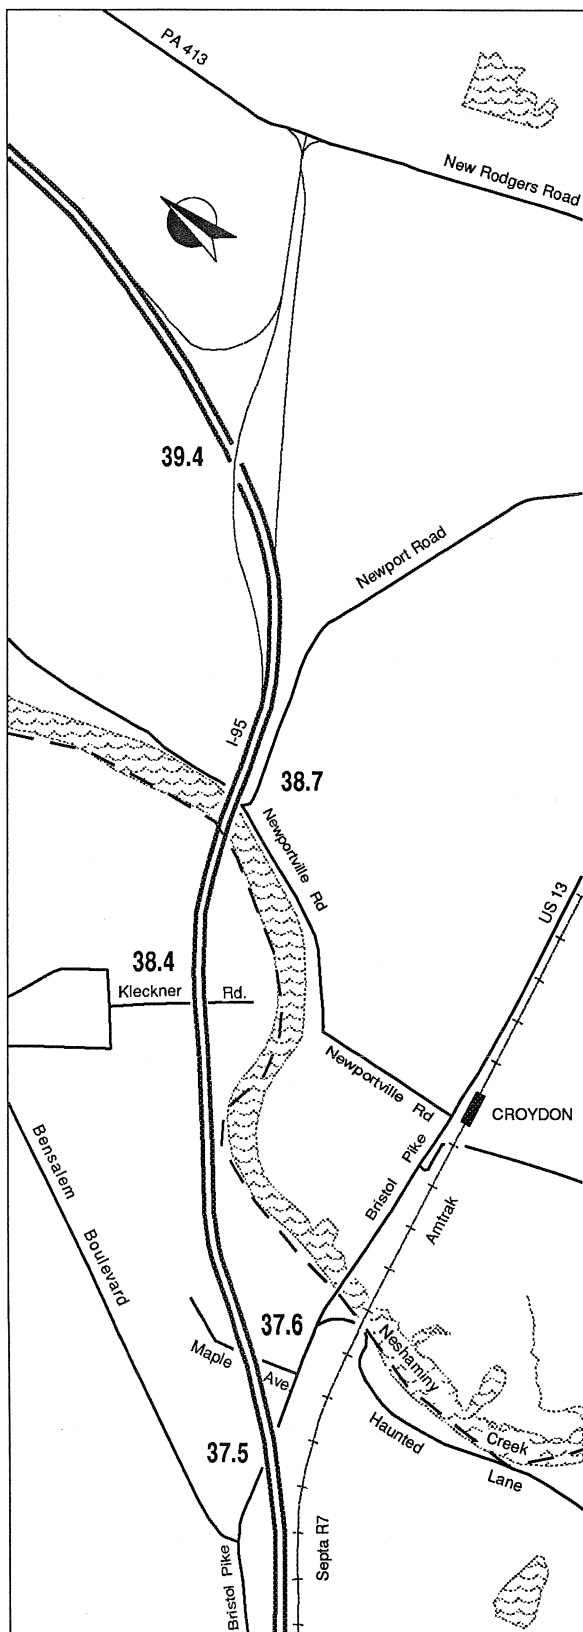 PA 413
New Rodgers Road
39.4
Newport Road
I-95
38.7
Newportville Rd
US 13
38.4
Kleckner Rd.
Newportville Rd
CROYDON
Bristol Pike
Amtrak
Bensalem Boulevard
37.6
Maple Ave
Neshaminy Creek
Haunted Lane
37.5
Septa R7
Bristol Pike